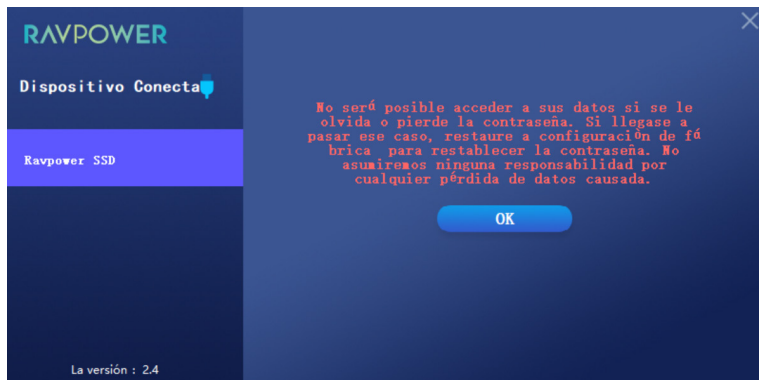 RAVPOWER
Dispositivo Conecta
Ravpower SSD
La versión : 2.4
No será posible acceder a sus datos si se le
olvida o pierde la contraseña. Si llegase a
pasar ese caso, restaure a configuración de fá
brica para restablecer la contraseña. No
asumiremos ninguna responsabilidad por
cualquier pérdida de datos causada.
OK